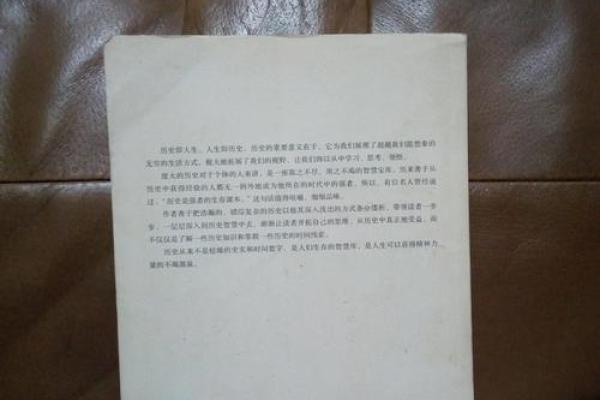 历史即人生，人生即历史。历史的重要意义在于，它为我们展现了超越我们能想象的
无穷的生活方式，极大地拓展了我们的视野，让我们得以从中学习、思考、领悟。
庞大的历史对于个体的人来讲，是一座取之不尽、用之不竭的智慧宝库。历来善于从
历史中获得经验的人都无一例外地成为他所在的时代中的强者。所以，有位名人曾经说
过，“历史是强者的生存课本。”这句话值得咀嚼、细细品味。
作者善于把浩瀚的、错综复杂的历史以他其深入浅出的方式条分缕析，带领读者一步
步、一层层深入到历史智慧中去，渐渐让读者开拓自己的思维，从历史中真正地受益，而
不仅仅是了解一些历史知识和掌握一些历史的时间线索。
历史从来不是枯燥的史实和时间数字，是人们生存的智慧库，是人生可以获得精神力
量的不竭源泉。